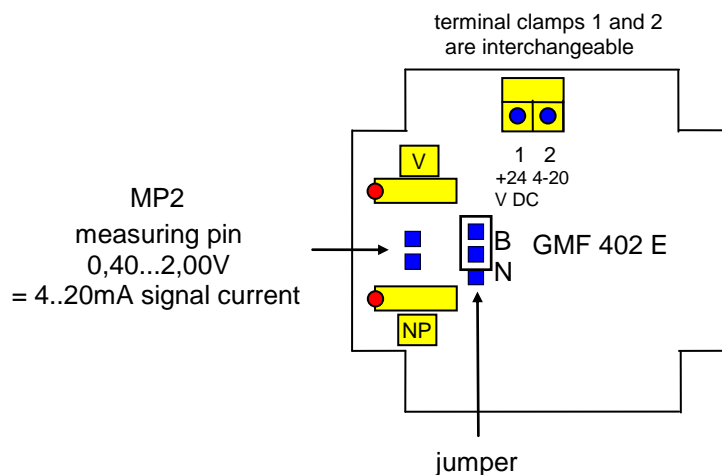 terminal clamps 1 and 2
are interchangeable
1 2
+24 4-20
V DC
V
MP2
measuring pin
0,40...2,00V
= 4..20mA signal current
B
N
GMF 402 E
NP
jumper